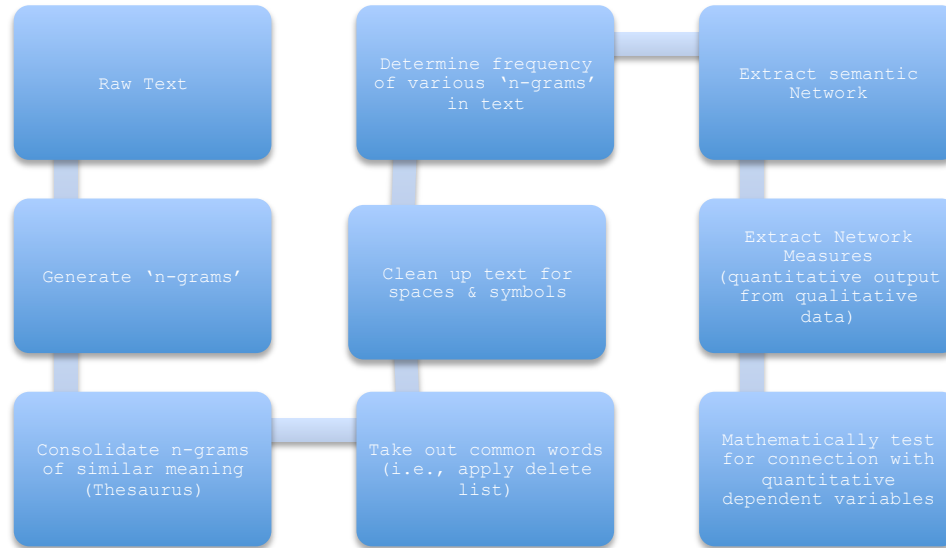 Raw Text
Generate ‘n-grams’
Consolidate n-grams
of similar meaning
(Thesaurus)
Take out common words
(i.e., apply delete
list)
Clean up text for
spaces & symbols
Determine frequency
of various ‘n-grams’
in text
Extract semantic
Network
Extract Network
Measures
(quantitative output
from qualitative
data)
Mathematically test
for connection with
quantitative
dependent variables